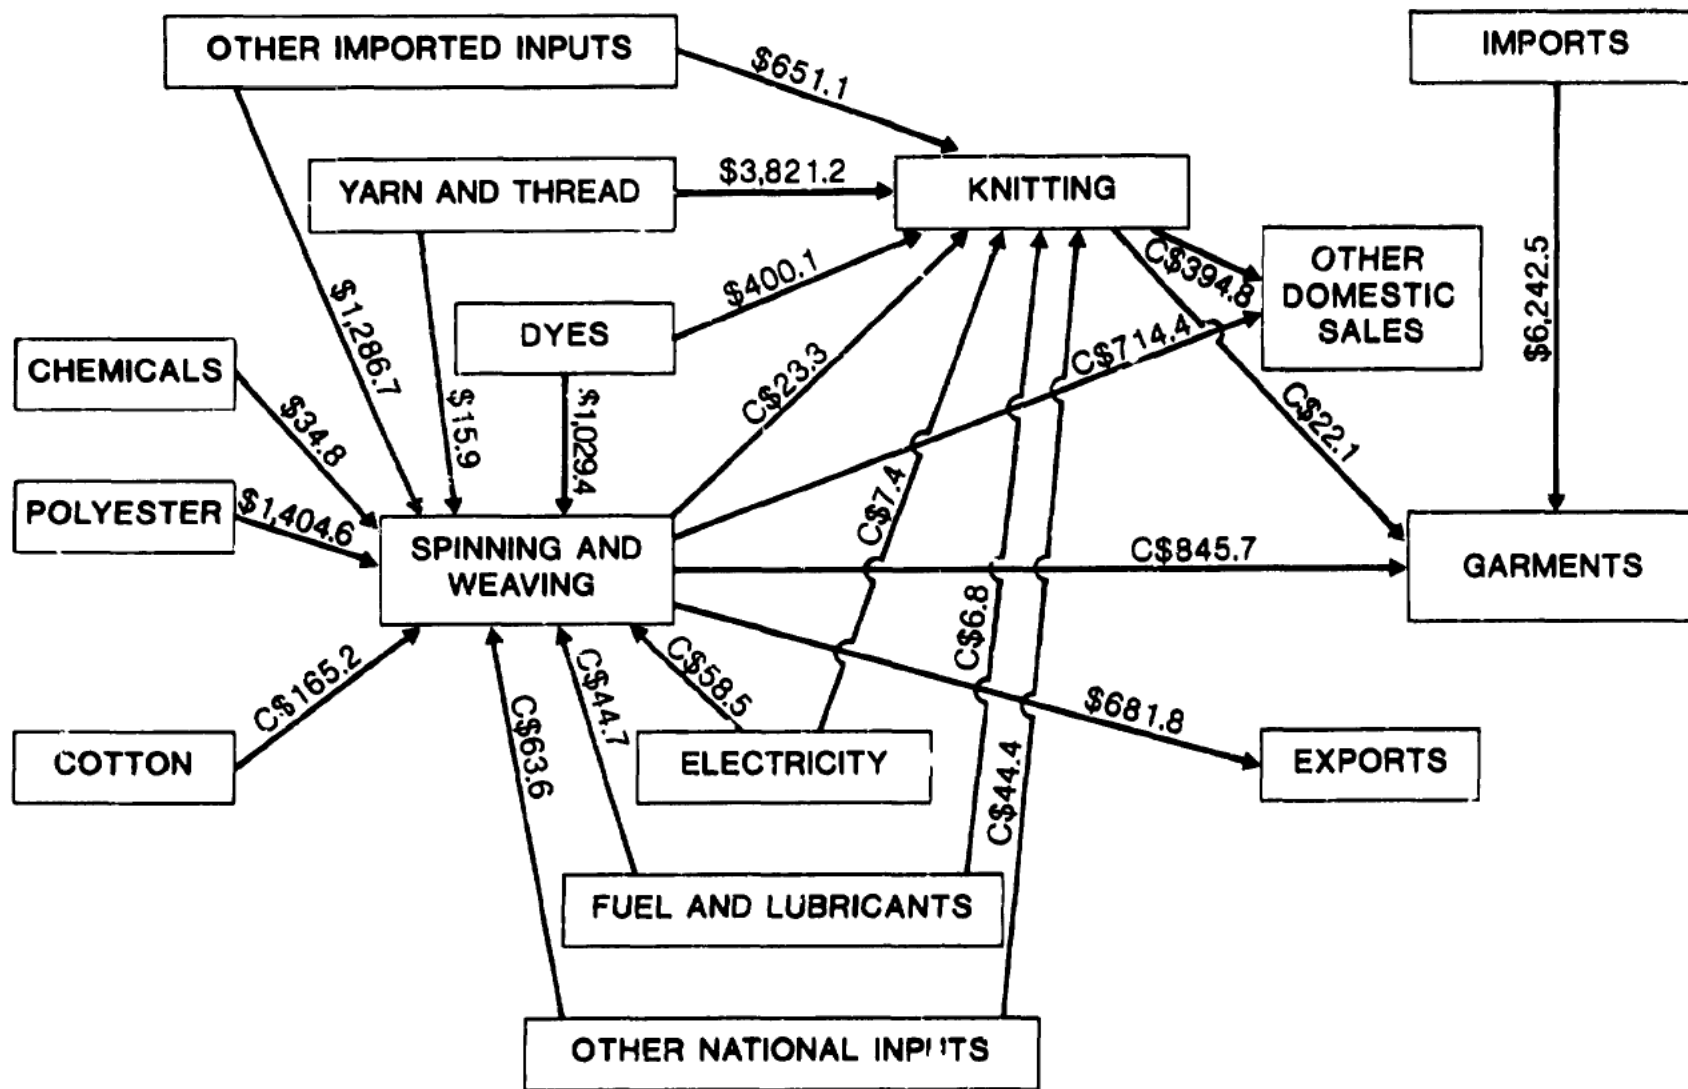 OTHER IMPORTED INPUTS
IMPORTS
$651.1
YARN AND THREAD
$3,821.2
KNITTING
$6,242.5
$1,286.7
$15.9
DYES
$400.1
$1,029.4
C$23.3
C$394.8
OTHER
DOMESTIC
SALES
C$714.4
CHEMICALS
$34.8
C$22.1
POLYESTER
$1,404.6
SPINNING AND
WEAVING
C$7.4
C$845.7
GARMENTS
C$6.8
C$165.2
COTTON
C$63.6
C$44.7
C$58.5
ELECTRICITY
C$44.4
$681.8
EXPORTS
FUEL AND LUBRICANTS
OTHER NATIONAL INPUTS